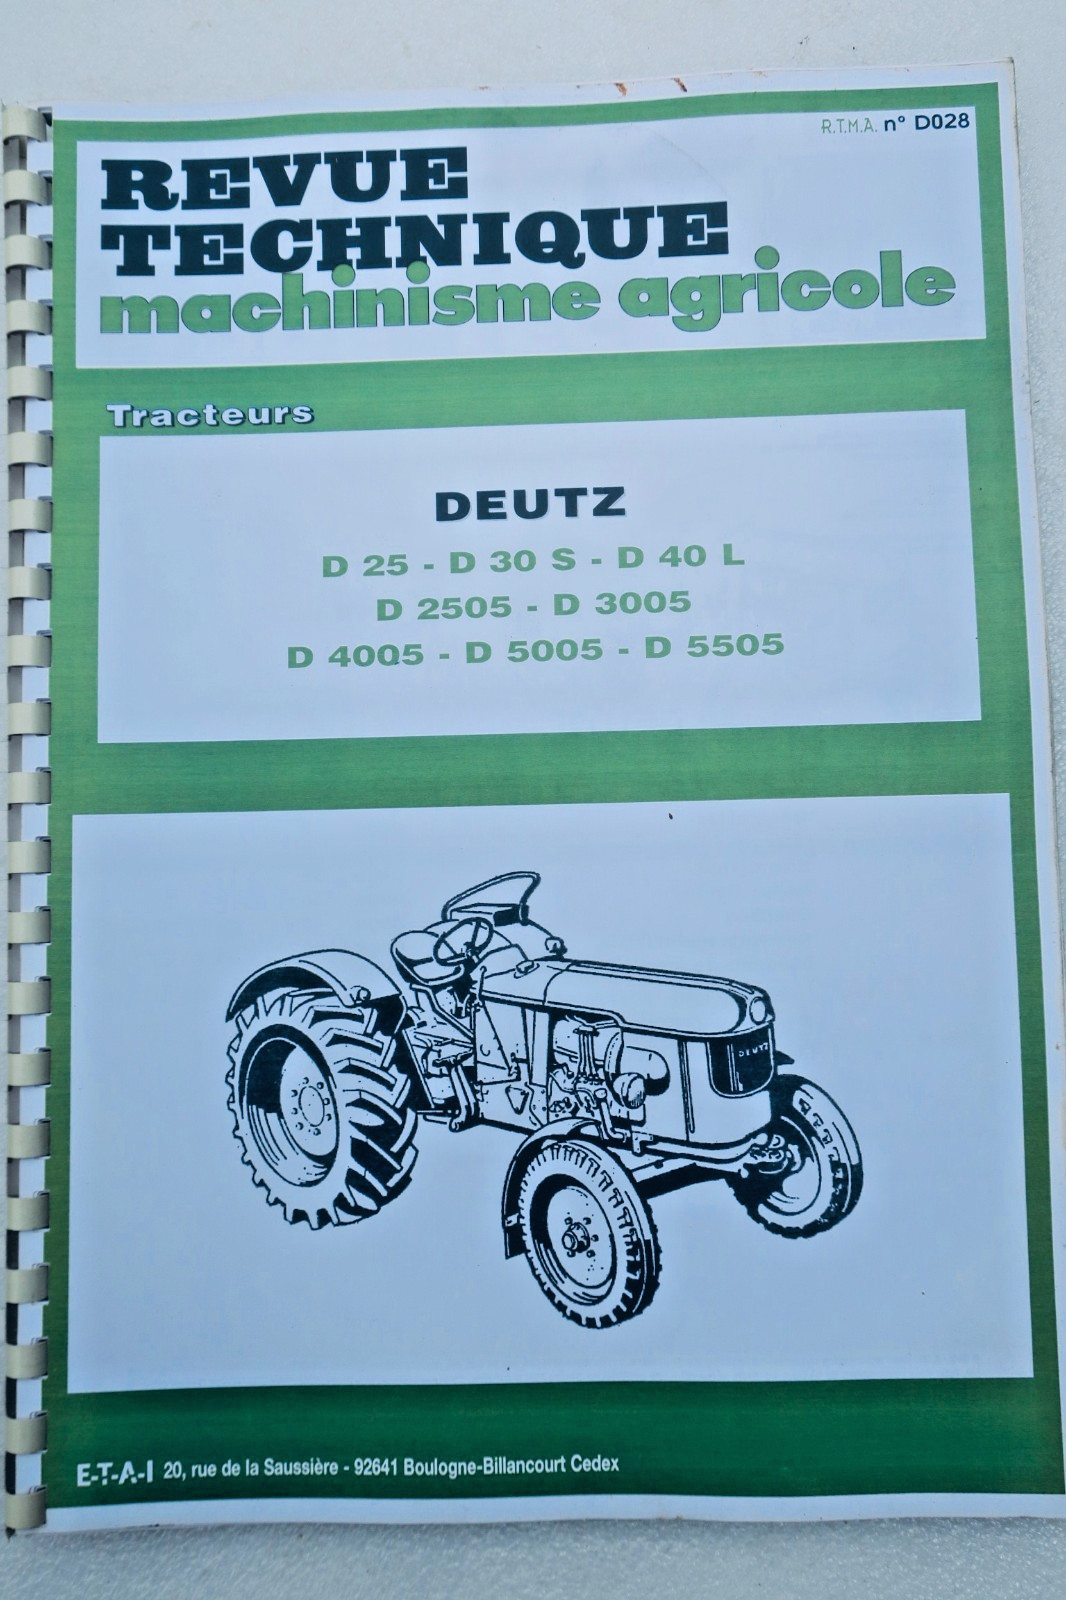 R.T.M.A. n° D028
REVUE
TECHNIQUE
machinisme agricole
Tracteurs
DEUTZ
D 25 - D 30 S - D 40 L
D 2505 - D 3005
D 4005 - D 5005 - D 5505
DEUTZ
E-T-A-I 20, rue de la Saussière - 92641 Boulogne-Billancourt Cedex